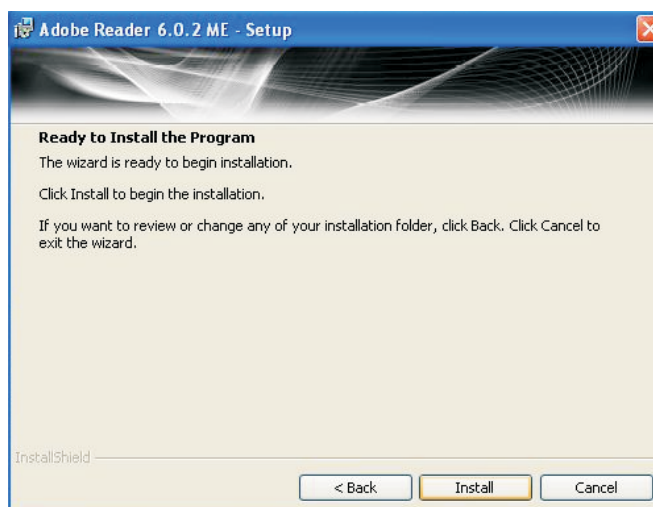 Adobe Reader 6.0.2 ME - Setup
Ready to Install the Program
The wizard is ready to begin installation.
Click Install to begin the installation.
If you want to review or change any of your installation folder, click Back. Click Cancel to
exit the wizard.
InstallShield
< Back Install Cancel